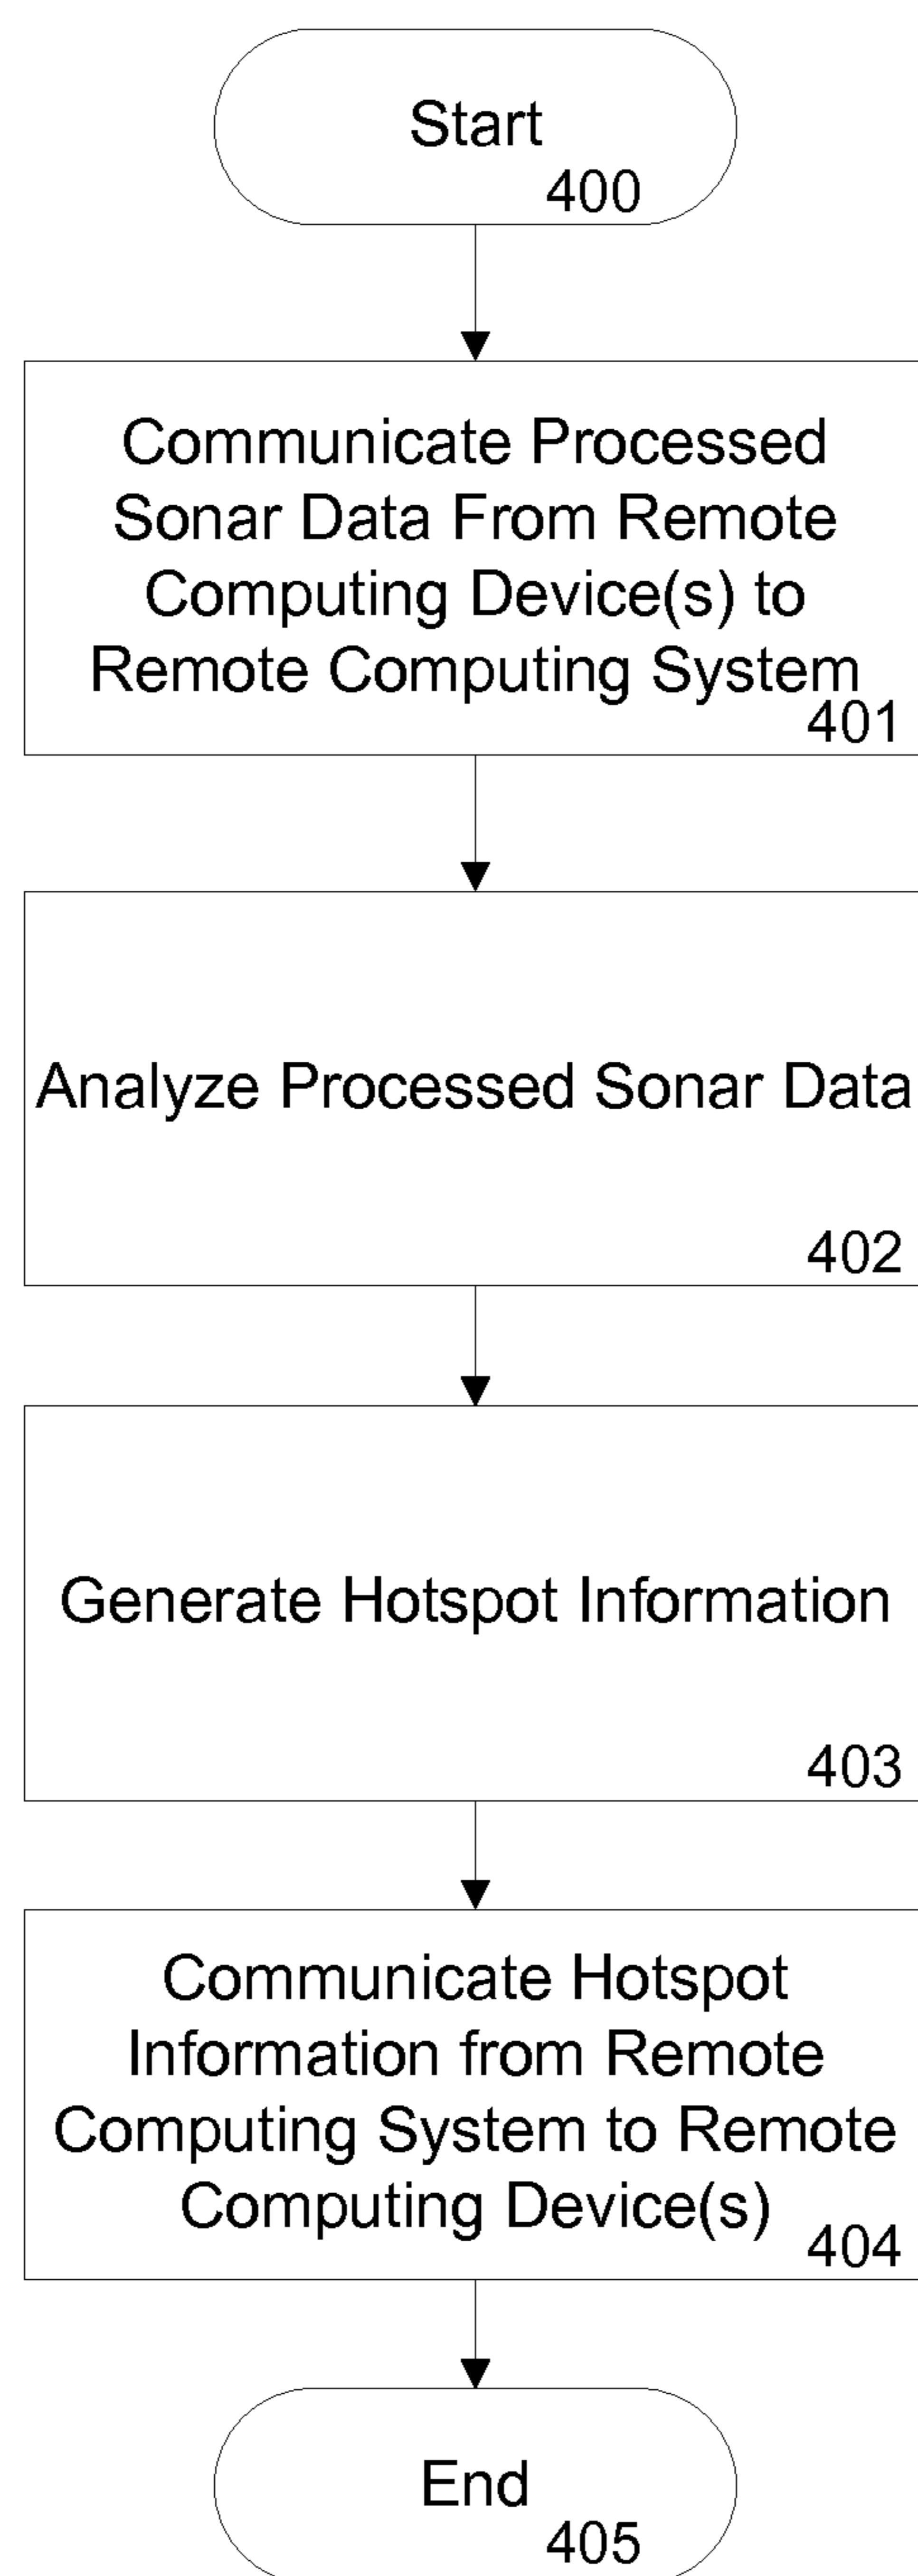 Start
400
Communicate Processed
Sonar Data From Remote
Computing Device(s) to
Remote Computing System
401
Analyze Processed Sonar Data
402
Generate Hotspot Information
403
Communicate Hotspot
Information from Remote
Computing System to Remote
Computing Device(s)
404
End
405